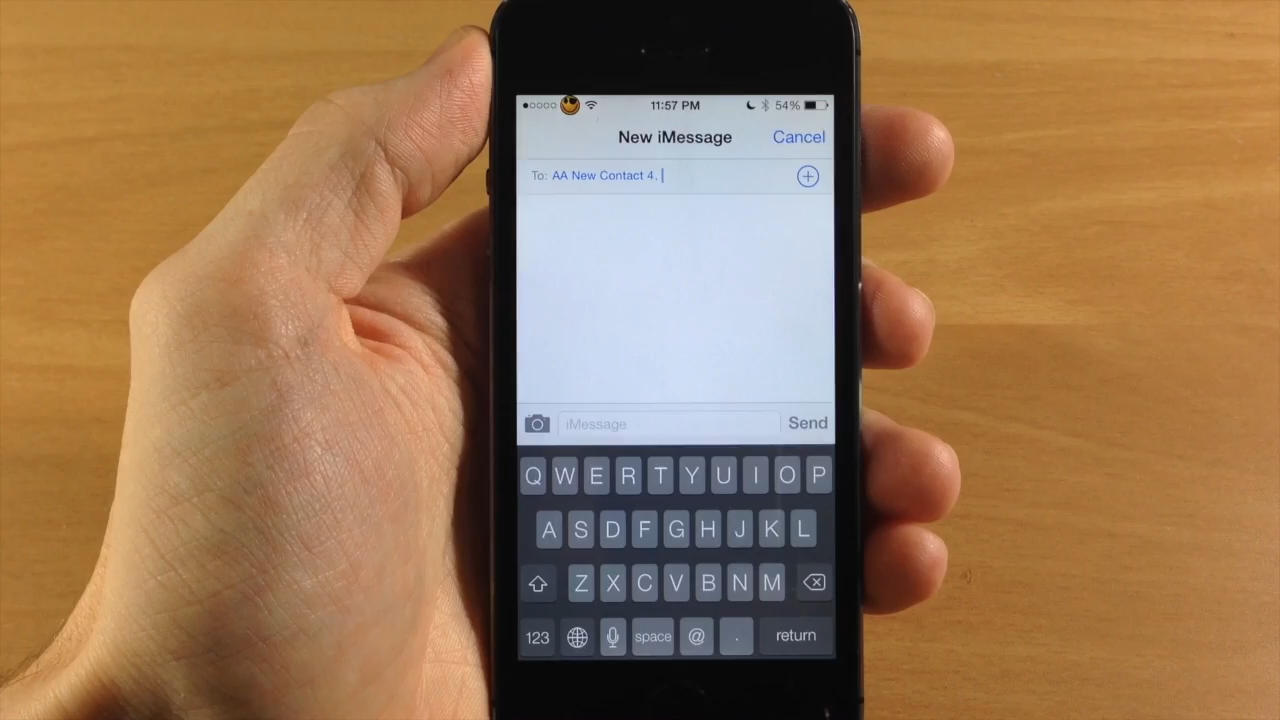 11:57 PM 54%
New iMessage Cancel
To: AA New Contact 4,
iMessage Send
Q W E R T Y U I O P
A S D F G H J K L
Z X C V B N M
123 space @ . return